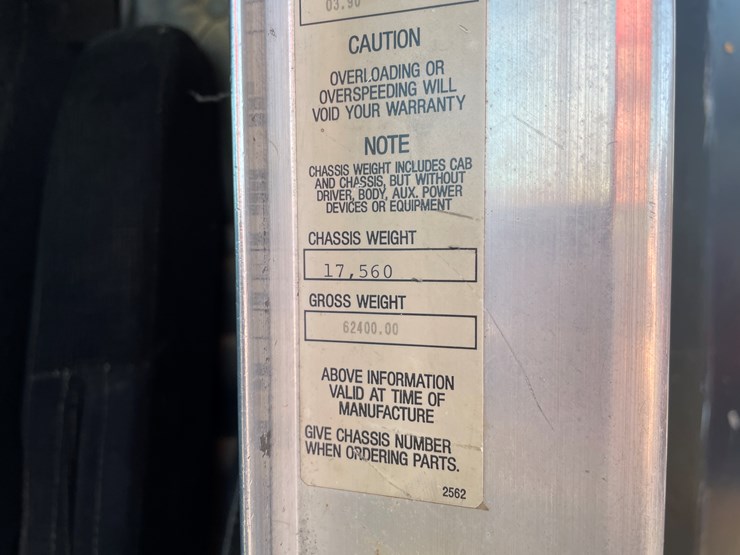 03.90
CAUTION
OVERLOADING OR
OVERSPEEDING WILL
VOID YOUR WARRANTY
NOTE
CHASSIS WEIGHT INCLUDES CAB
AND CHASSIS, BUT WITHOUT
DRIVER, BODY, AUX. POWER
DEVICES OR EQUIPMENT
CHASSIS WEIGHT
17,560
GROSS WEIGHT
62400.00
ABOVE INFORMATION
VALID AT TIME OF
MANUFACTURE
GIVE CHASSIS NUMBER
WHEN ORDERING PARTS.
2562